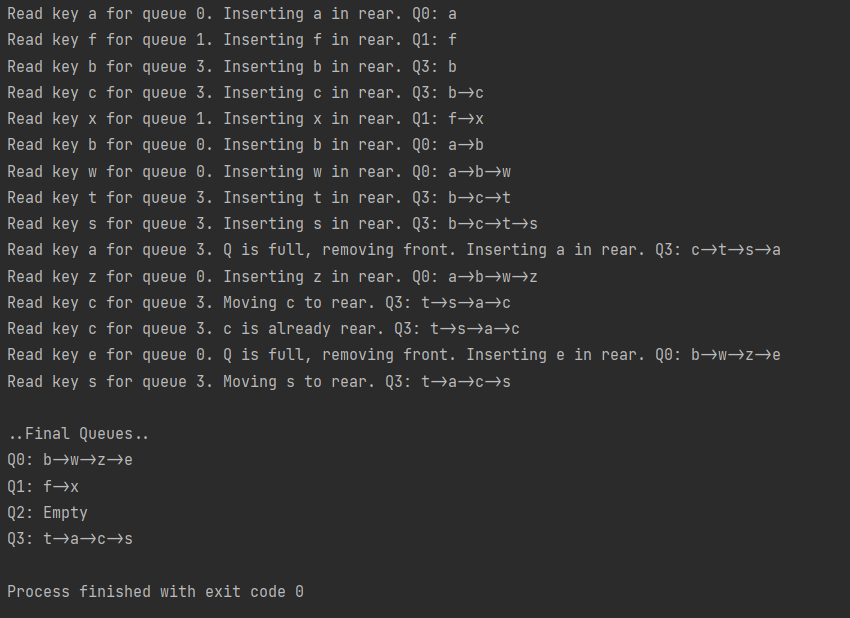 Read key a for queue 0. Inserting a in rear. Q0: a
Read key f for queue 1. Inserting f in rear. Q1: f
Read key b for queue 3. Inserting b in rear. Q3: b
Read key c for queue 3. Inserting c in rear. Q3: b->c
Read key x for queue 1. Inserting x in rear. Q1: f->x
Read key b for queue 0. Inserting b in rear. Q0: a->b
Read key w for queue 0. Inserting w in rear. Q0: a->b->w
Read key t for queue 3. Inserting t in rear. Q3: b->c->t
Read key s for queue 3. Inserting s in rear. Q3: b->c->t->s
Read key a for queue 3. Q is full, removing front. Inserting a in rear. Q3: c->t->s->a
Read key z for queue 0. Inserting z in rear. Q0: a->b->w->z
Read key c for queue 3. Moving c to rear. Q3: t->s->a->c
Read key c for queue 3. c is already rear. Q3: t->s->a->c
Read key e for queue 0. Q is full, removing front. Inserting e in rear. Q0: b->w->z->e
Read key s for queue 3. Moving s to rear. Q3: t->a->c->s

..Final Queues..
Q0: b->w->z->e
Q1: f->x
Q2: Empty
Q3: t->a->c->s

Process finished with exit code 0